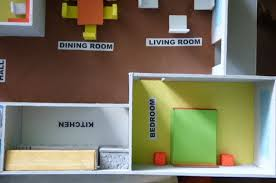 DINING ROOM
LIVING ROOM
HALL
KITCHEN
BEDROOM